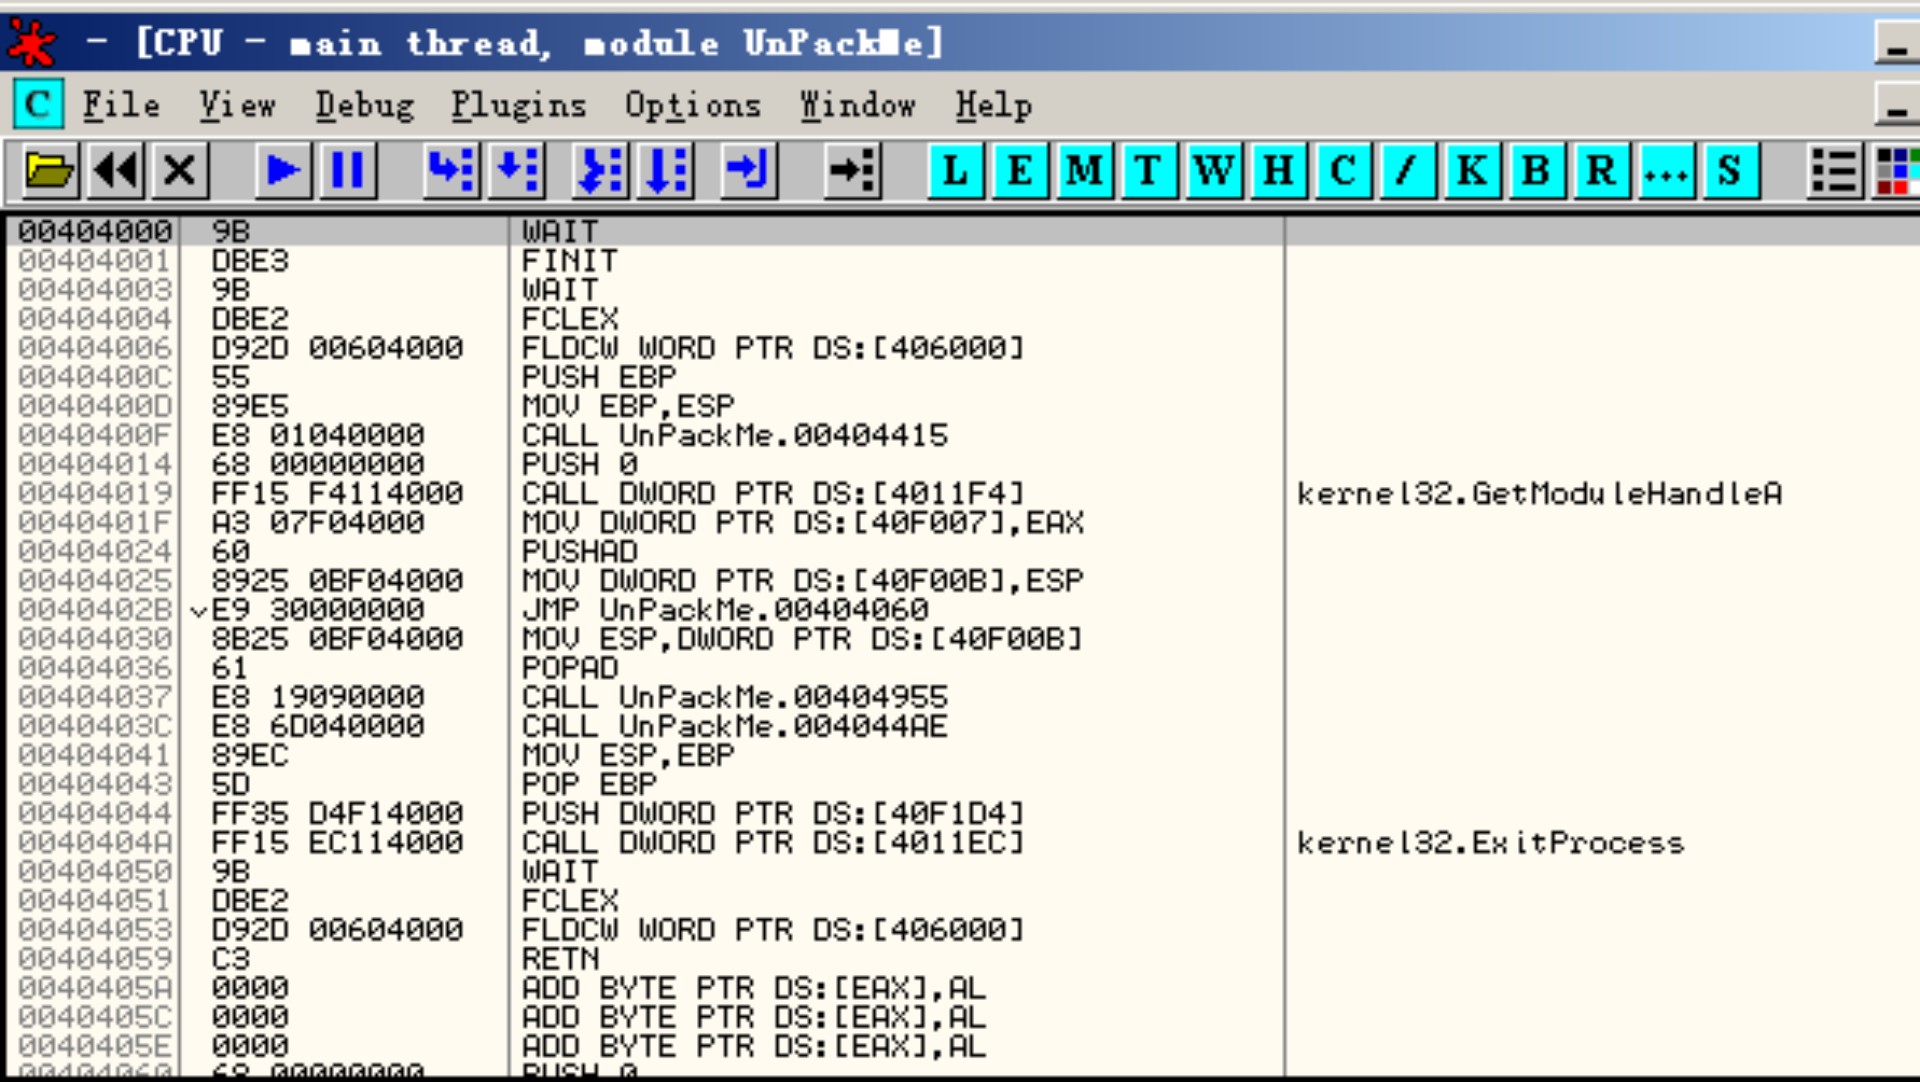 - [CPU - main thread, module UnPackMe]
C File View Debug Plugins Options Window Help
L E M T W H C / K B R ... S
00404000 9B WAIT
00404001 DBE3 FINIT
00404003 9B WAIT
00404004 DBE2 FCLEX
00404006 D92D 00604000 FLDCW WORD PTR DS:[406000]
0040400C 55 PUSH EBP
0040400D 89E5 MOV EBP,ESP
0040400F E8 01040000 CALL UnPackMe.00404415
00404014 68 00000000 PUSH 0
00404019 FF15 F4114000 CALL DWORD PTR DS:[4011F4] kernel32.GetModuleHandleA
0040401F A3 07F04000 MOV DWORD PTR DS:[40F007],EAX
00404024 60 PUSHAD
00404025 8925 0BF04000 MOV DWORD PTR DS:[40F00B],ESP
0040402B E9 30000000 JMP UnPackMe.00404060
00404030 8B25 0BF04000 MOV ESP,DWORD PTR DS:[40F00B]
00404036 61 POPAD
00404037 E8 19090000 CALL UnPackMe.00404955
0040403C E8 6D040000 CALL UnPackMe.004044AE
00404041 89EC MOV ESP,EBP
00404043 5D POP EBP
00404044 FF35 D4F14000 PUSH DWORD PTR DS:[40F1D4]
0040404A FF15 EC114000 CALL DWORD PTR DS:[4011EC] kernel32.ExitProcess
00404050 9B WAIT
00404051 DBE2 FCLEX
00404053 D92D 00604000 FLDCW WORD PTR DS:[406000]
00404059 C3 RETN
0040405A 0000 ADD BYTE PTR DS:[EAX],AL
0040405C 0000 ADD BYTE PTR DS:[EAX],AL
0040405E 0000 ADD BYTE PTR DS:[EAX],AL
00404060 68 00000000 PUSH 0